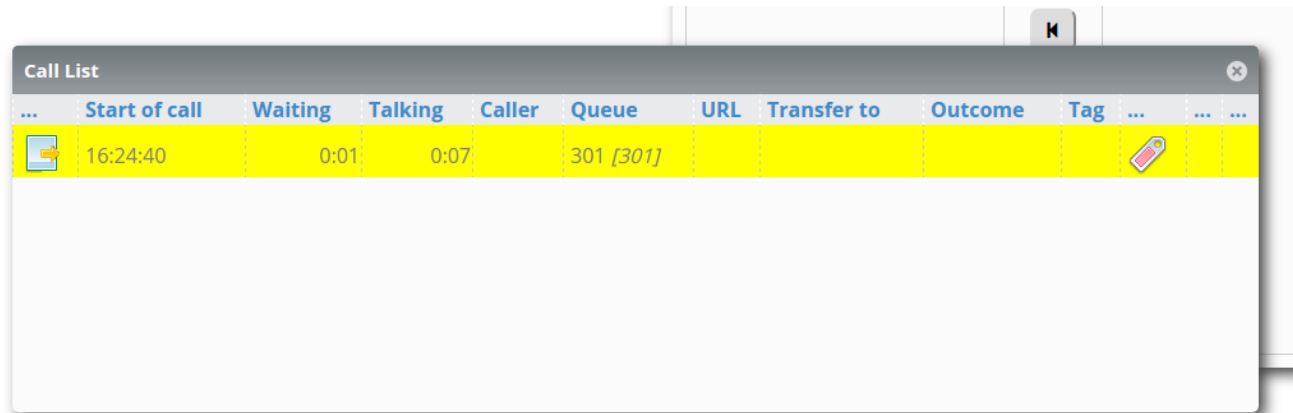 Call List
... Start of call Waiting Talking Caller Queue URL Transfer to Outcome Tag ... ... ...
16:24:40 0:01 0:07 301 [301]